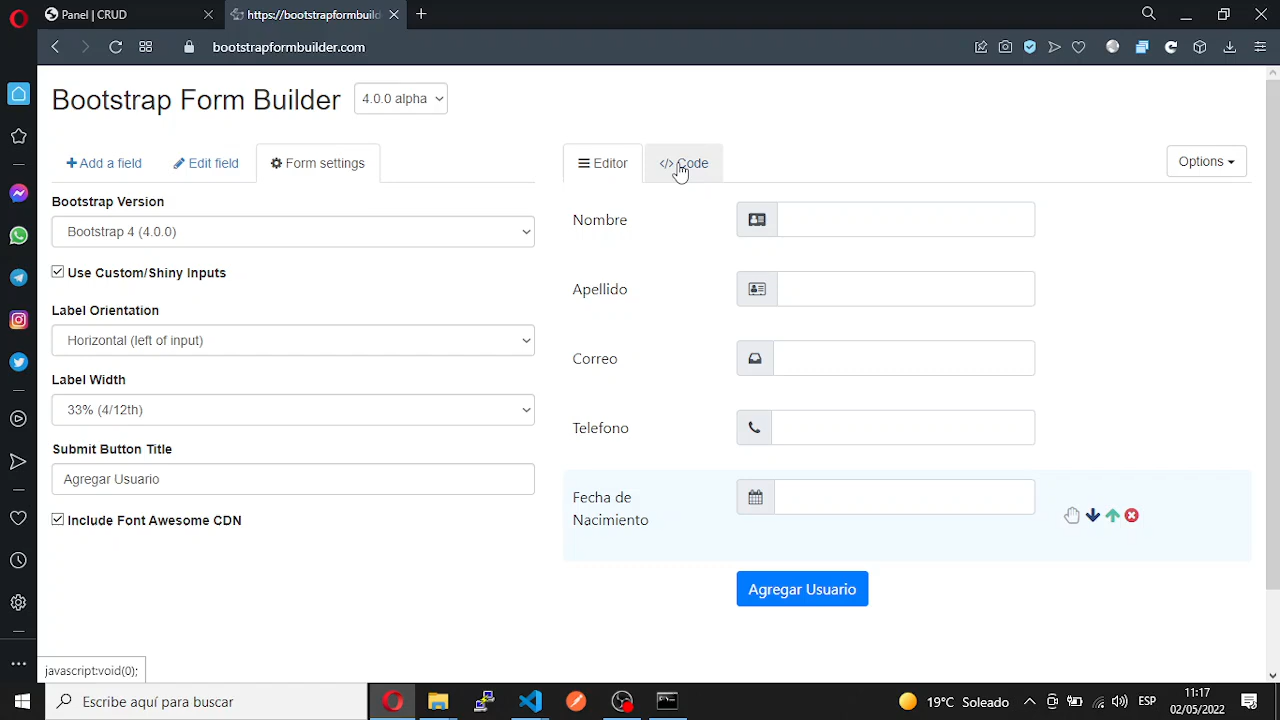 Panel | CRUD
https://bootstrapformbuild
bootstrapformbuilder.com
Bootstrap Form Builder
4.0.0 alpha
Add a field
Edit field
Form settings
Editor
</> Code
Options
Bootstrap Version
Bootstrap 4 (4.0.0)
Use Custom/Shiny Inputs
Label Orientation
Horizontal (left of input)
Label Width
33% (4/12th)
Submit Button Title
Agregar Usuario
Include Font Awesome CDN
Nombre
Apellido
Correo
Telefono
Fecha de
Nacimiento
Agregar Usuario
javascript:void(0);
Escribe aquí para buscar
19°C Soleado
ESP
11:17
02/05/2022